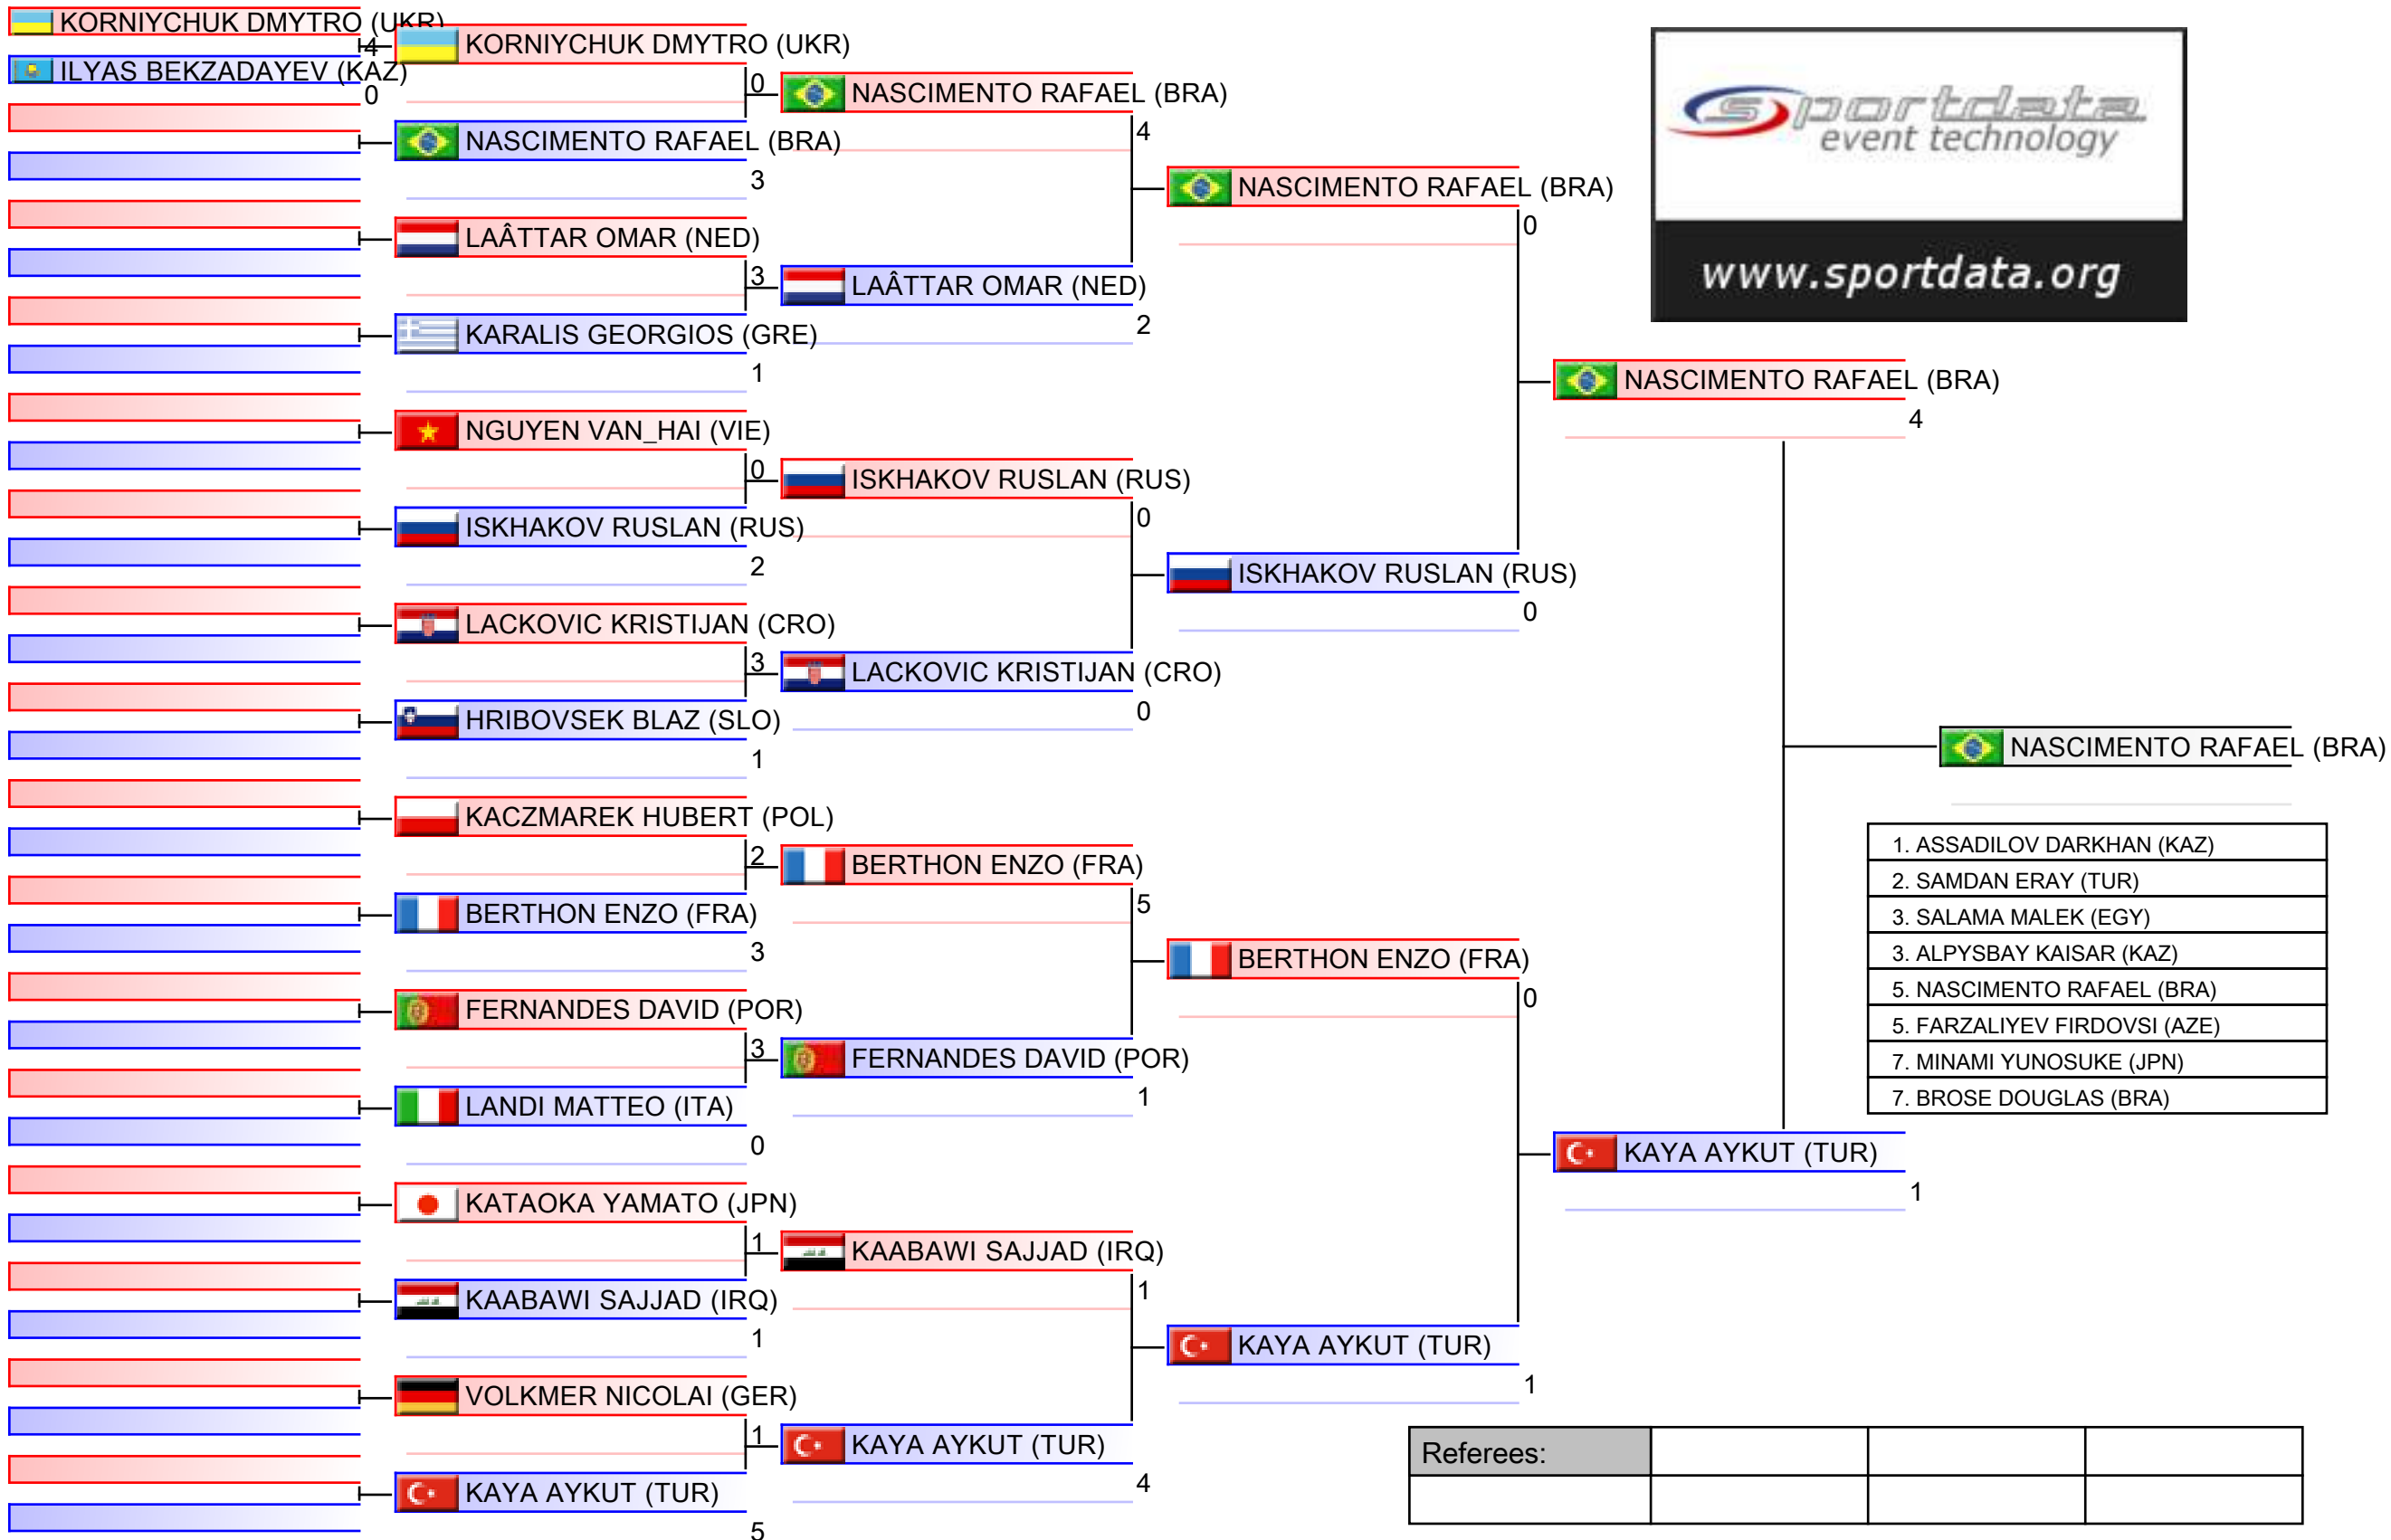 KORNIYCHUK DMYTRO (UKR)
4
ILYAS BEKZADAYEV (KAZ)
0
KORNIYCHUK DMYTRO (UKR)
0
NASCIMENTO RAFAEL (BRA)
3
LAÂTTAR OMAR (NED)
3
KARALIS GEORGIOS (GRE)
1
NGUYEN VAN_HAI (VIE)
0
ISKHAKOV RUSLAN (RUS)
2
LACKOVIC KRISTIJAN (CRO)
3
HRIBOVSEK BLAZ (SLO)
1
KACZMAREK HUBERT (POL)
2
BERTHON ENZO (FRA)
3
FERNANDES DAVID (POR)
3
LANDI MATTEO (ITA)
0
KATAOKA YAMATO (JPN)
1
KAABAWI SAJJAD (IRQ)
1
VOLKMER NICOLAI (GER)
1
KAYA AYKUT (TUR)
5
NASCIMENTO RAFAEL (BRA)
4
LAÂTTAR OMAR (NED)
2
ISKHAKOV RUSLAN (RUS)
0
LACKOVIC KRISTIJAN (CRO)
0
BERTHON ENZO (FRA)
5
FERNANDES DAVID (POR)
1
KAABAWI SAJJAD (IRQ)
1
KAYA AYKUT (TUR)
4
NASCIMENTO RAFAEL (BRA)
0
ISKHAKOV RUSLAN (RUS)
0
BERTHON ENZO (FRA)
0
KAYA AYKUT (TUR)
1
NASCIMENTO RAFAEL (BRA)
4
KAYA AYKUT (TUR)
1
NASCIMENTO RAFAEL (BRA)
sportdata
event technology
www.sportdata.org
1. ASSADILOV DARKHAN (KAZ)
2. SAMDAN ERAY (TUR)
3. SALAMA MALEK (EGY)
3. ALPYSBAY KAISAR (KAZ)
5. NASCIMENTO RAFAEL (BRA)
5. FARZALIYEV FIRDOVSI (AZE)
7. MINAMI YUNOSUKE (JPN)
7. BROSE DOUGLAS (BRA)
Referees: